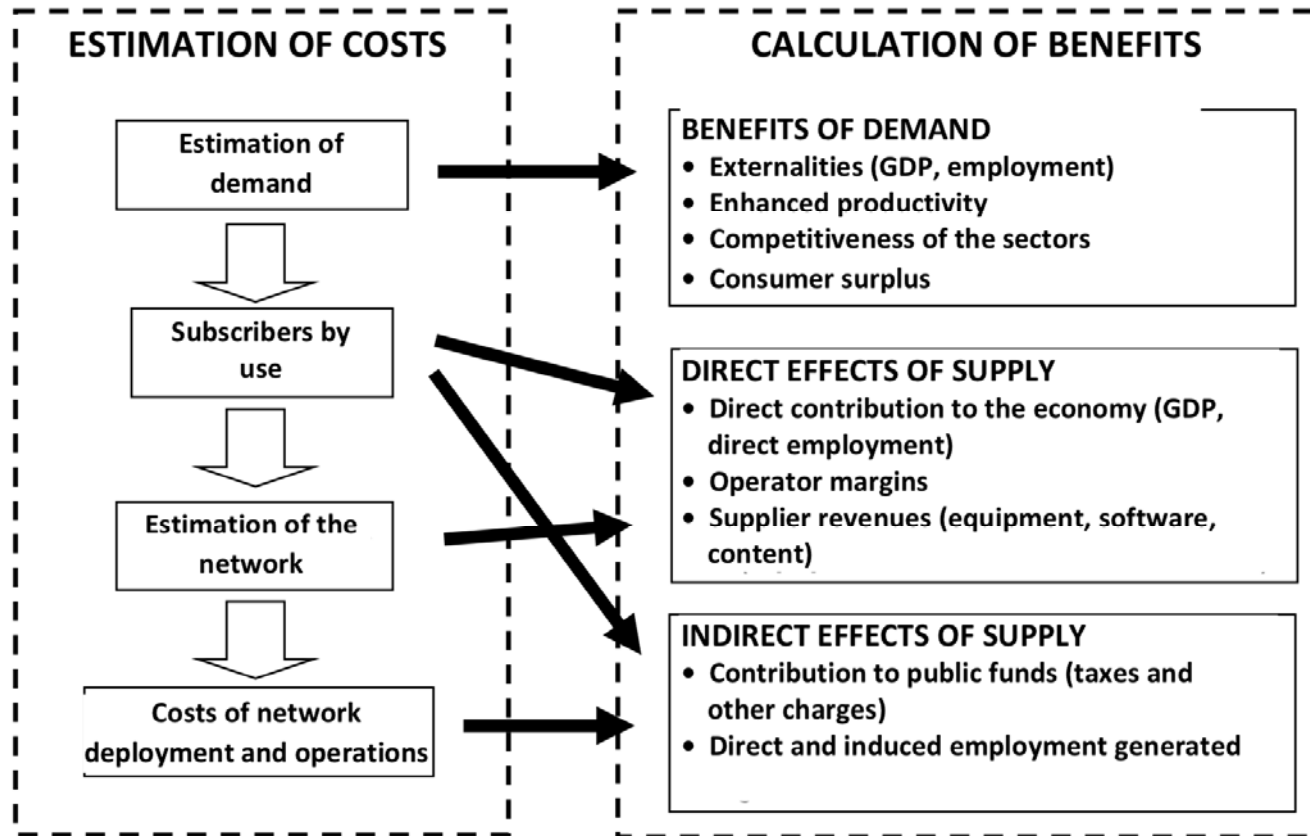 ESTIMATION OF COSTS
Estimation of
demand
Subscribers by
use
Estimation of the
network
Costs of network
deployment and operations
CALCULATION OF BENEFITS
BENEFITS OF DEMAND
• Externalities (GDP, employment)
• Enhanced productivity
• Competitiveness of the sectors
• Consumer surplus
DIRECT EFFECTS OF SUPPLY
• Direct contribution to the economy (GDP,
direct employment)
• Operator margins
• Supplier revenues (equipment, software,
content)
INDIRECT EFFECTS OF SUPPLY
• Contribution to public funds (taxes and
other charges)
• Direct and induced employment generated